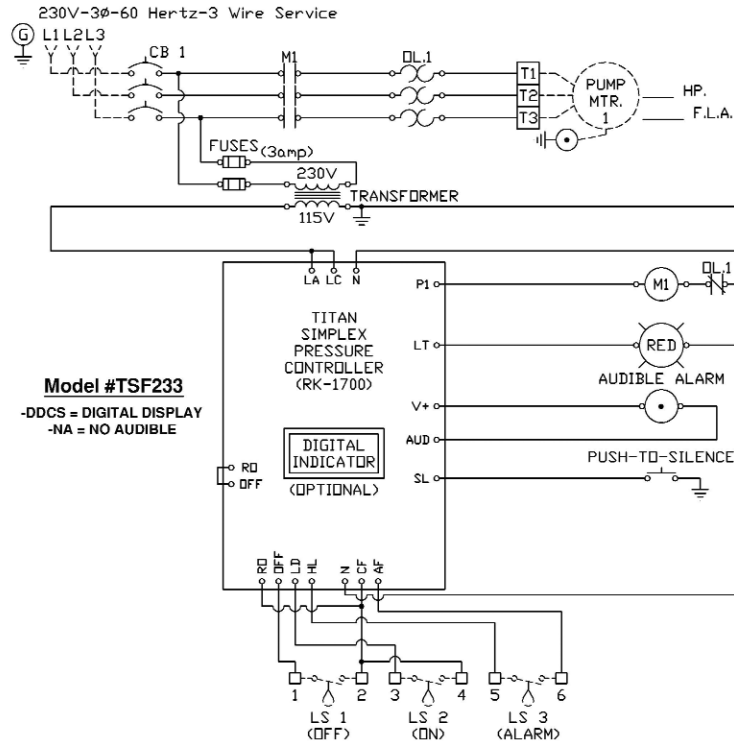 230V-3ø-60 Hertz-3 Wire Service
G
L1 L2 L3
CB 1
M1
OL.1
T1
T2
T3
PUMP
MTR.
1
HP.
F.L.A.
FUSES (3amp)
230V
TRANSFORMER
115V
LA LC N
P1
M1
OL.1
TITAN
SIMPLEX
PRESSURE
CONTROLLER
(RK-1700)
LT
RED
AUDIBLE ALARM
Model #TSF233
-DDCS = DIGITAL DISPLAY
-NA = NO AUDIBLE
V+
AUD
DIGITAL
INDICATOR
(OPTIONAL)
PUSH-TO-SILENCE
SL
RO
OFF
RO OFF LD HL N CF AF
1 2 3 4 5 6
LS 1
(OFF)
LS 2
(ON)
LS 3
(ALARM)